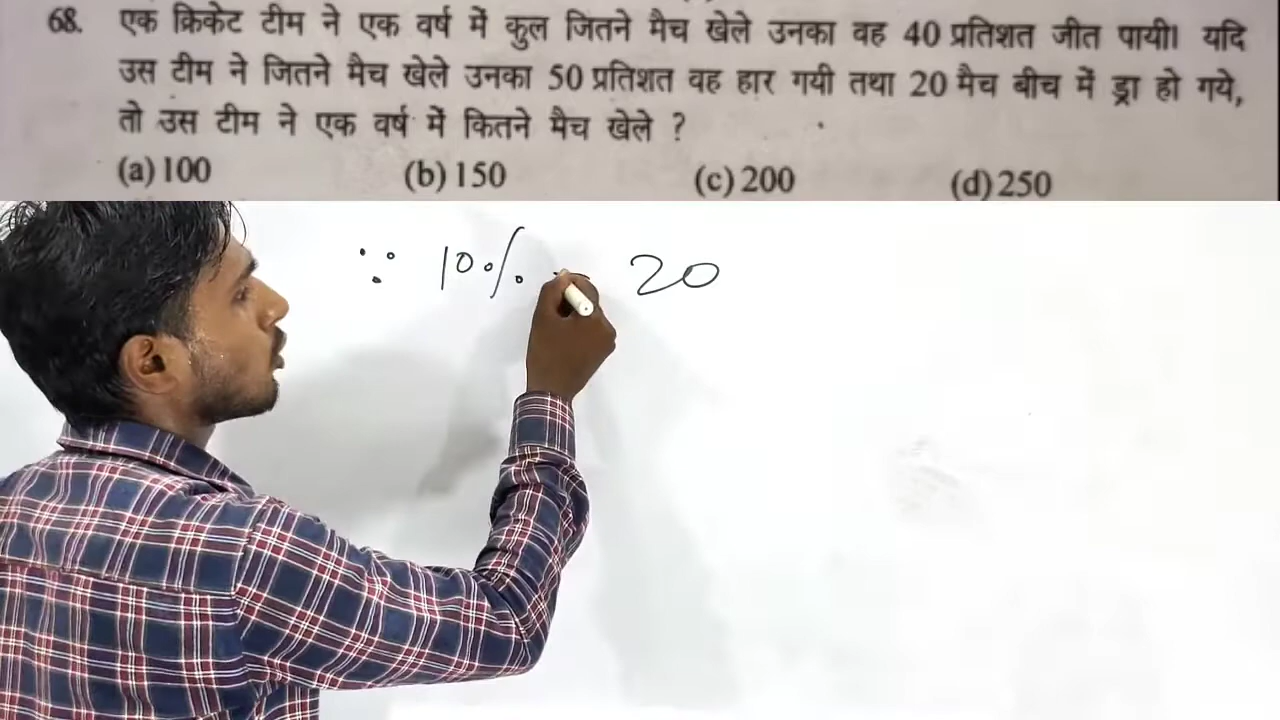 68. एक क्रिकेट टीम ने एक वर्ष में कुल जितने मैच खेले उनका वह 40 प्रतिशत जीत पायी। यदि
उस टीम ने जितने मैच खेले उनका 50 प्रतिशत वह हार गयी तथा 20 मैच बीच में ड्रा हो गये,
तो उस टीम ने एक वर्ष में कितने मैच खेले ?
(a) 100 (b) 150 (c) 200 (d) 250
∵ 10% = 20